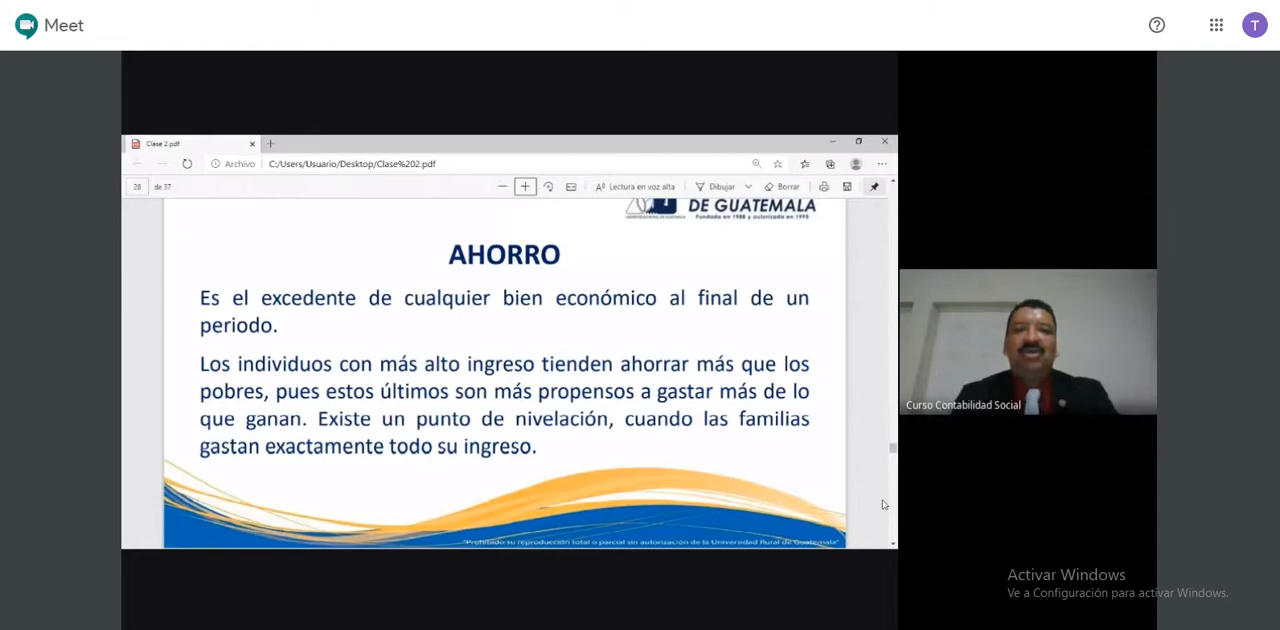 Meet
T
Clase 2.pdf
Archivo
C:/Users/Usuario/Desktop/Clase%202.pdf
28 de 37
Lectura en voz alta
Dibujar
Borrar
DE GUATEMALA
Fundada en 1988 y autorizada en 1995
AHORRO
Es el excedente de cualquier bien económico al final de un
periodo.
Los individuos con más alto ingreso tienden ahorrar más que los
pobres, pues estos últimos son más propensos a gastar más de lo
que ganan. Existe un punto de nivelación, cuando las familias
gastan exactamente todo su ingreso.
"Prohibido su reproducción total o parcial sin autorización de la Universidad Rural de Guatemala"
Curso Contabilidad Social
Activar Windows
Ve a Configuración para activar Windows.